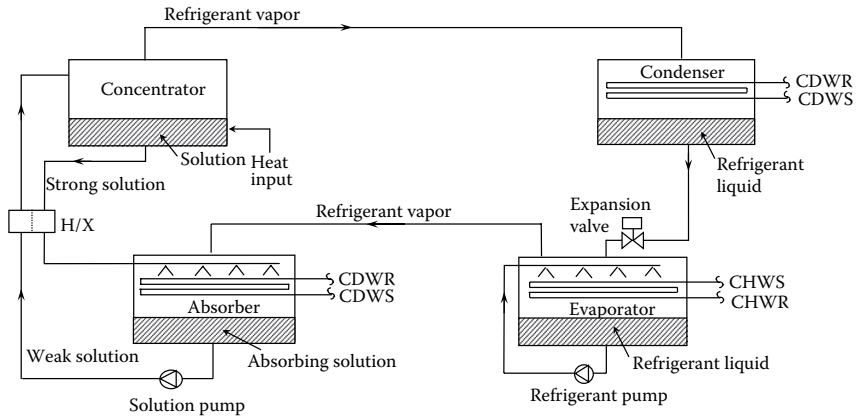 Refrigerant vapor
Concentrator
Condenser
CDWR
CDWS
Solution
Heat
input
Refrigerant
liquid
Strong solution
H/X
Refrigerant vapor
Expansion
valve
CDWR
CDWS
Absorber
CHWS
CHWR
Evaporator
Weak solution
Absorbing solution
Refrigerant liquid
Solution pump
Refrigerant pump